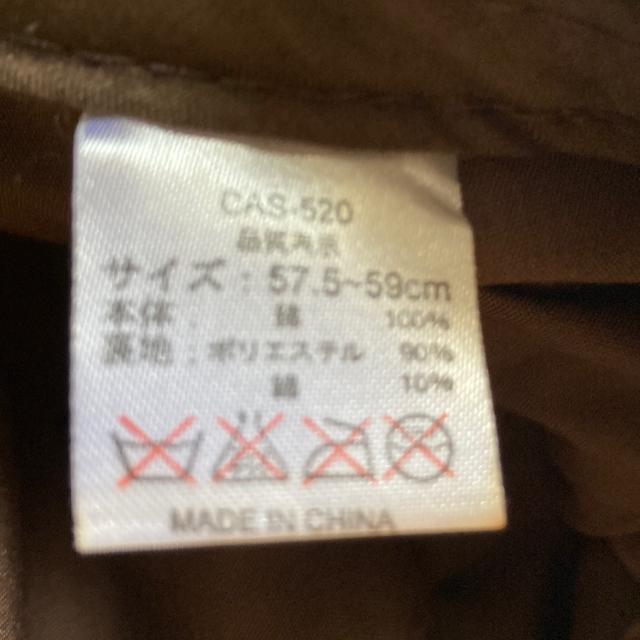 CAS-520
品質表示
サイズ：57.5~59cm
本体： 綿 100%
裏地：ポリエステル 90%
綿 10%
MADE IN CHINA